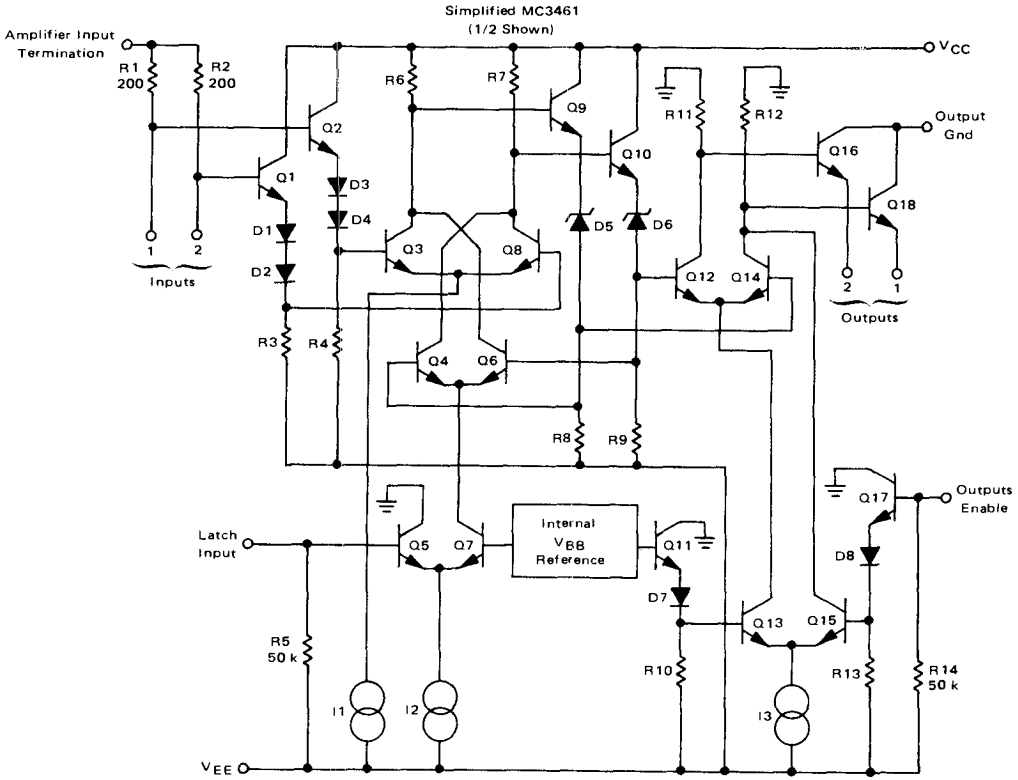 Simplified MC3461
(1/2 Shown)
Amplifier Input
Termination
VCC
R1
200
R2
200
R6
R7
Q9
R11
R12
Output
Gnd
Q2
Q10
Q16
Q1
D3
Q18
D4
D1
Q3
Q8
D5
D6
D2
Q12
Q14
1
2
Inputs
2
1
Outputs
R3
R4
Q4
Q6
R8
R9
Q17
Outputs
Enable
Latch
Input
Q5
Q7
Internal
VBB
Reference
Q11
D8
D7
Q13
Q15
R5
50 k
R10
R13
R14
50 k
I1
I2
I3
VEE